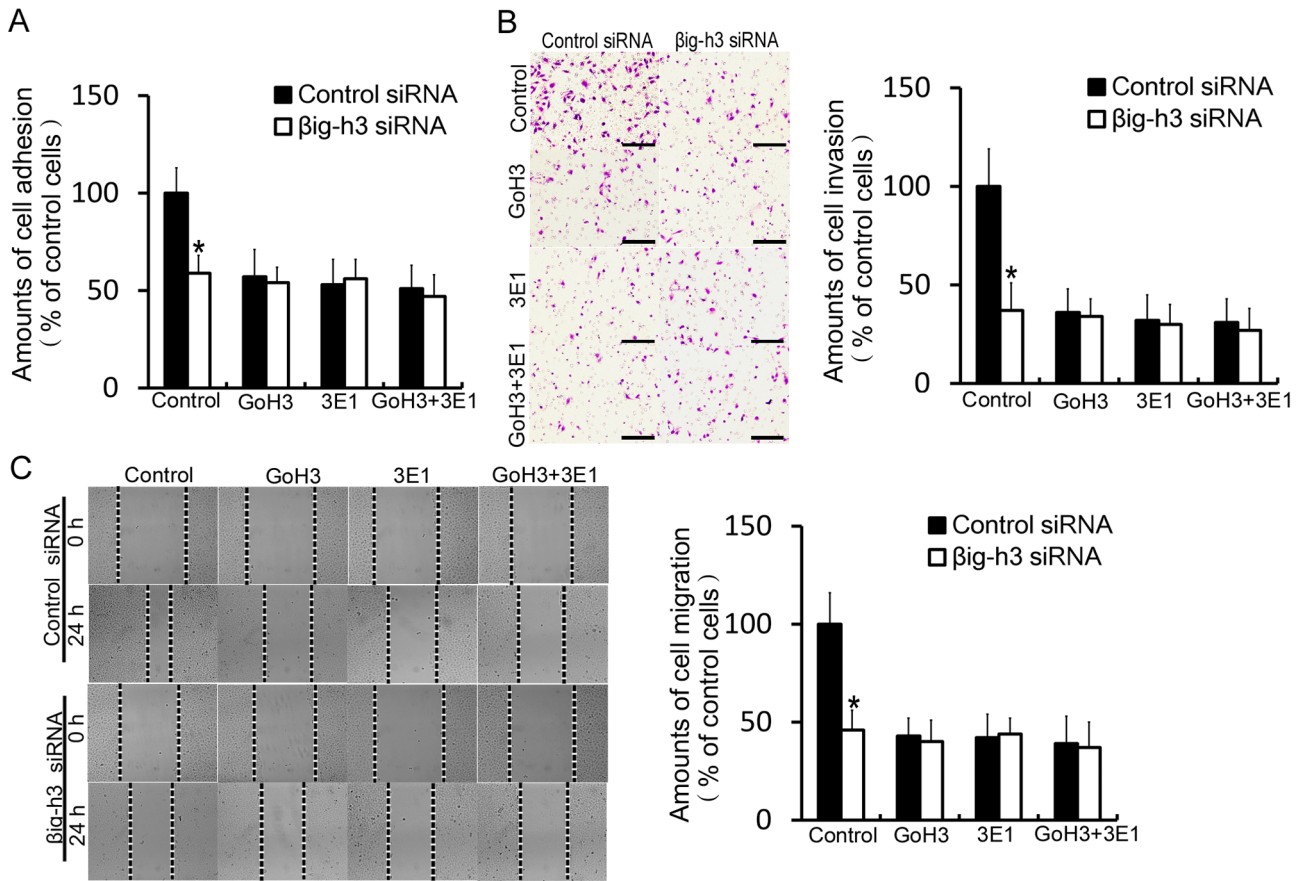 A
150
100
50
0
Amounts of cell adhesion
( % of control cells)
Control siRNA
βig-h3 siRNA
*
Control GoH3 3E1 GoH3+3E1
B
Control siRNA βig-h3 siRNA
Control
GoH3
3E1
GoH3+3E1
150
100
50
0
Amounts of cell invasion
( % of control cells)
Control siRNA
βig-h3 siRNA
*
Control GoH3 3E1 GoH3+3E1
C
Control GoH3 3E1 GoH3+3E1
Control siRNA
0 h
24 h
βig-h3 siRNA
0 h
24 h
150
100
50
0
Amounts of cell migration
( % of control cells)
Control siRNA
βig-h3 siRNA
*
Control GoH3 3E1 GoH3+3E1